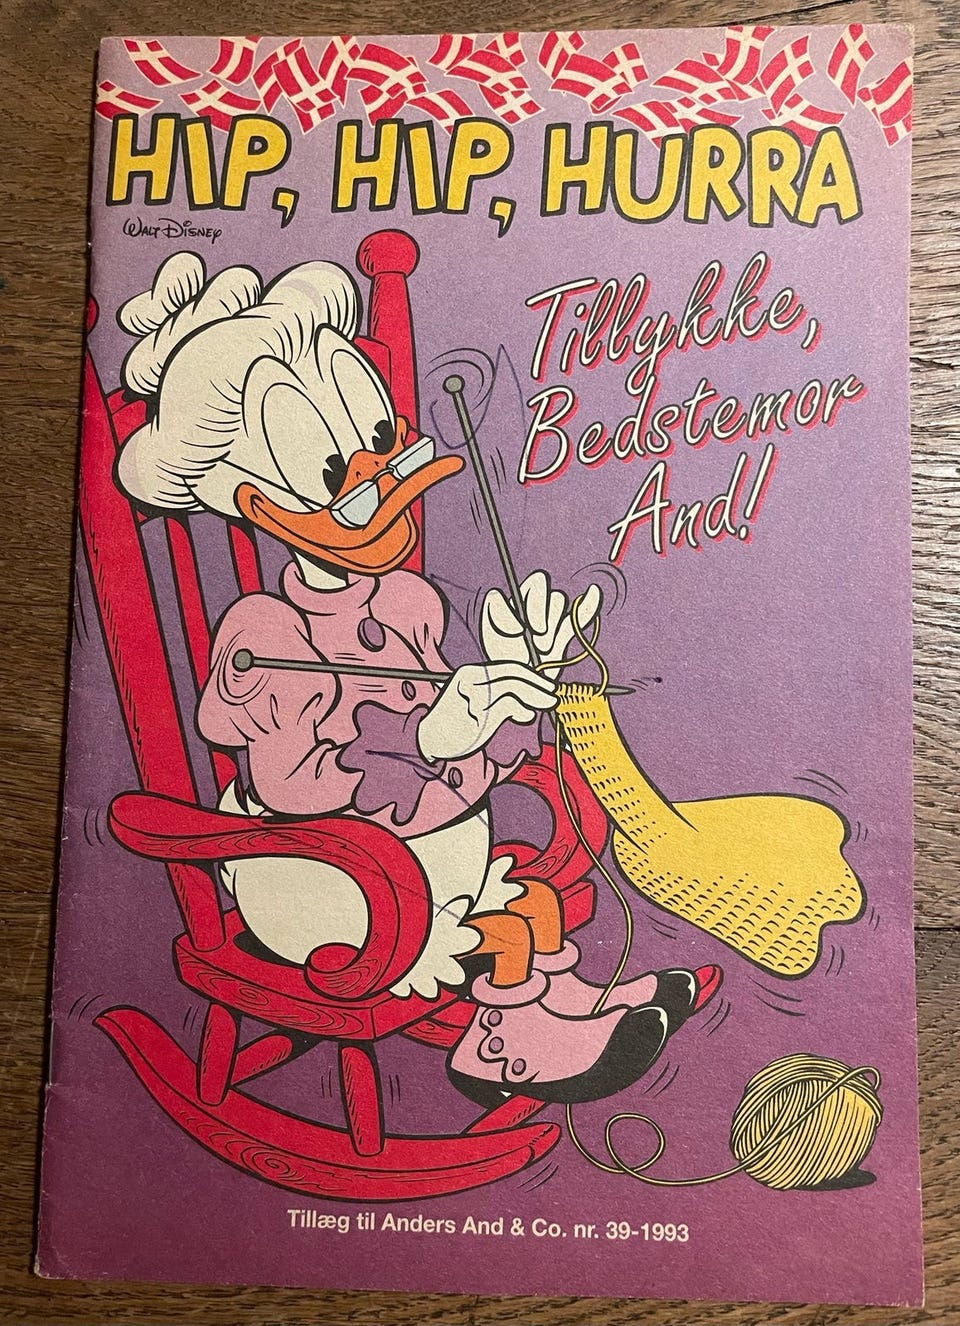 HIP, HIP, HURRA
WALT DISNEY
Tillykke,
Bedstemor
And!
Tillæg til Anders And & Co. nr. 39-1993